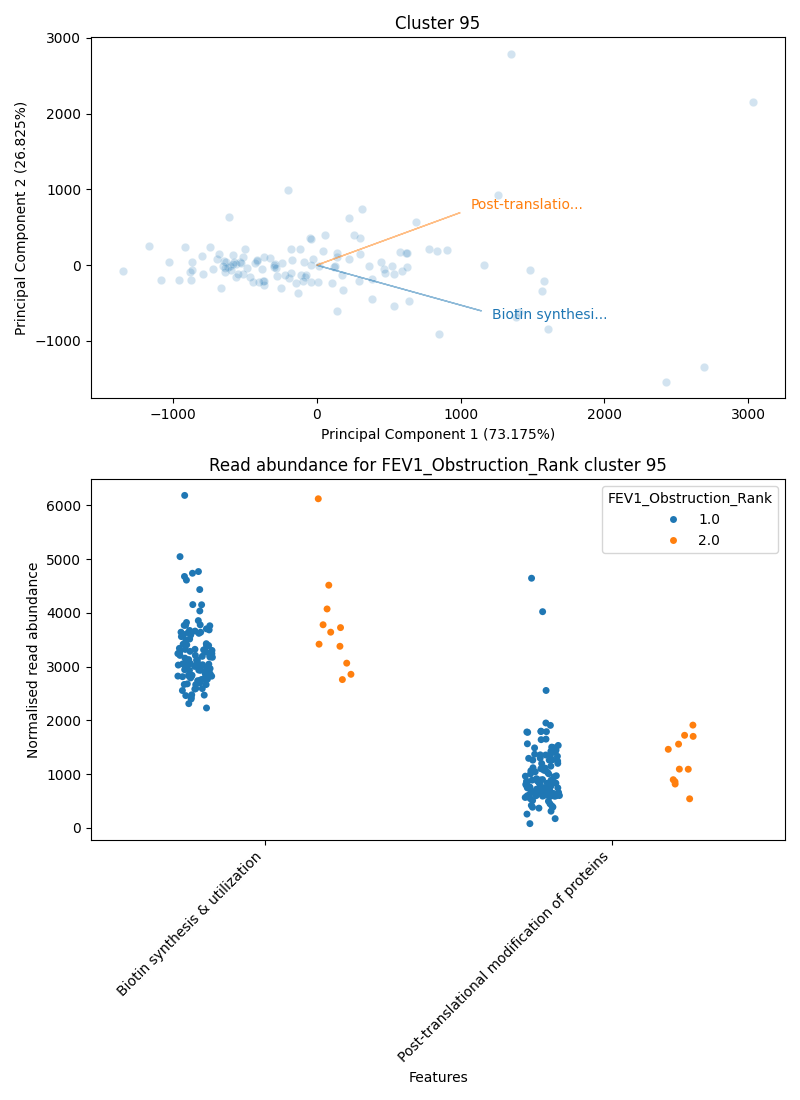 Cluster 95
3000
2000
1000
0
−1000
Principal Component 2 (26.825%)
Post-translatio...
Biotin synthesi...
−1000
0
1000
2000
3000
Principal Component 1 (73.175%)
Read abundance for FEV1_Obstruction_Rank cluster 95
6000
5000
4000
3000
2000
1000
0
Normalised read abundance
FEV1_Obstruction_Rank
1.0
2.0
Biotin synthesis & utilization
Post-translational modification of proteins
Features